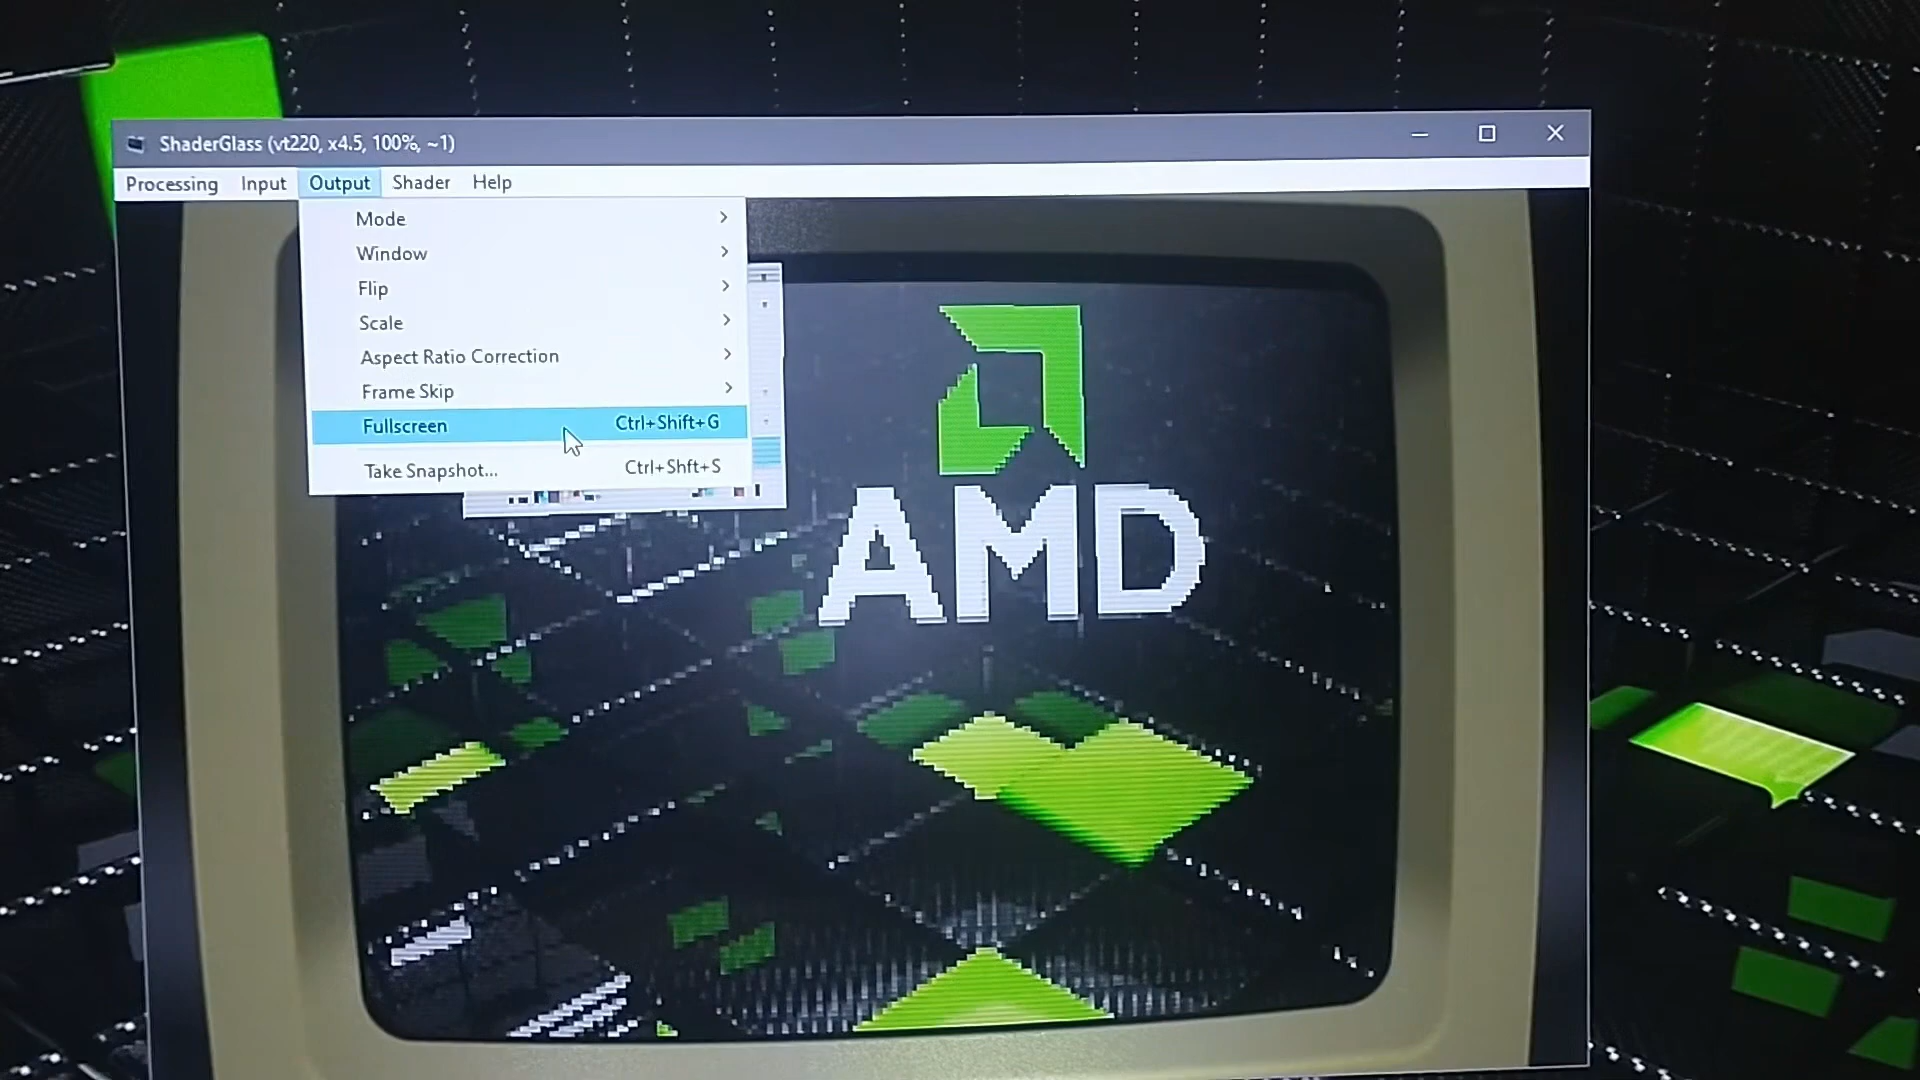 ShaderGlass (vt220, x4.5, 100%, ~1)
Processing Input Output Shader Help
Mode
Window
Flip
Scale
Aspect Ratio Correction
Frame Skip
Fullscreen Ctrl+Shift+G
Take Snapshot... Ctrl+Shft+S
AMD